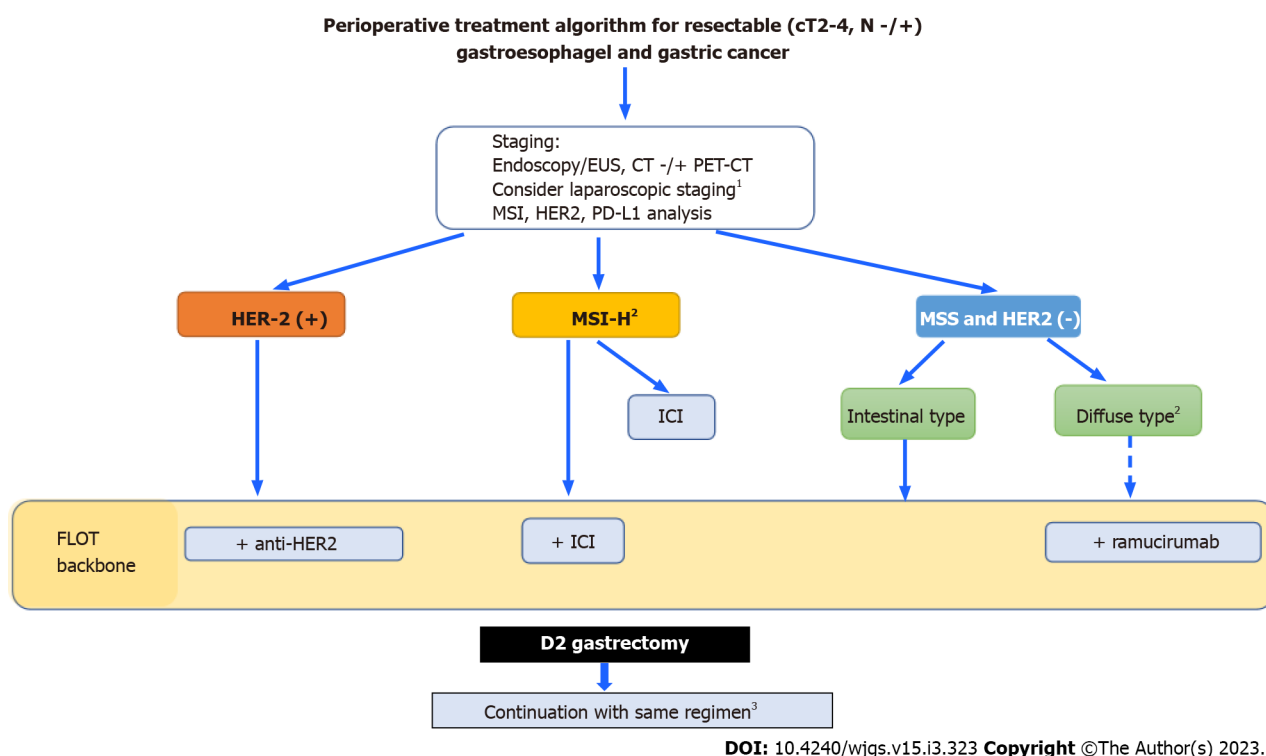 Perioperative treatment algorithm for resectable (cT2-4, N -/+)
gastroesophagel and gastric cancer
Staging:
Endoscopy/EUS, CT -/+ PET-CT
Consider laparoscopic staging1
MSI, HER2, PD-L1 analysis
HER-2 (+)
MSI-H2
MSS and HER2 (-)
ICI
Intestinal type
Diffuse type2
FLOT
backbone
+ anti-HER2
+ ICI
+ ramucirumab
D2 gastrectomy
Continuation with same regimen3
DOI: 10.4240/wjgs.v15.i3.323 Copyright ©The Author(s) 2023.